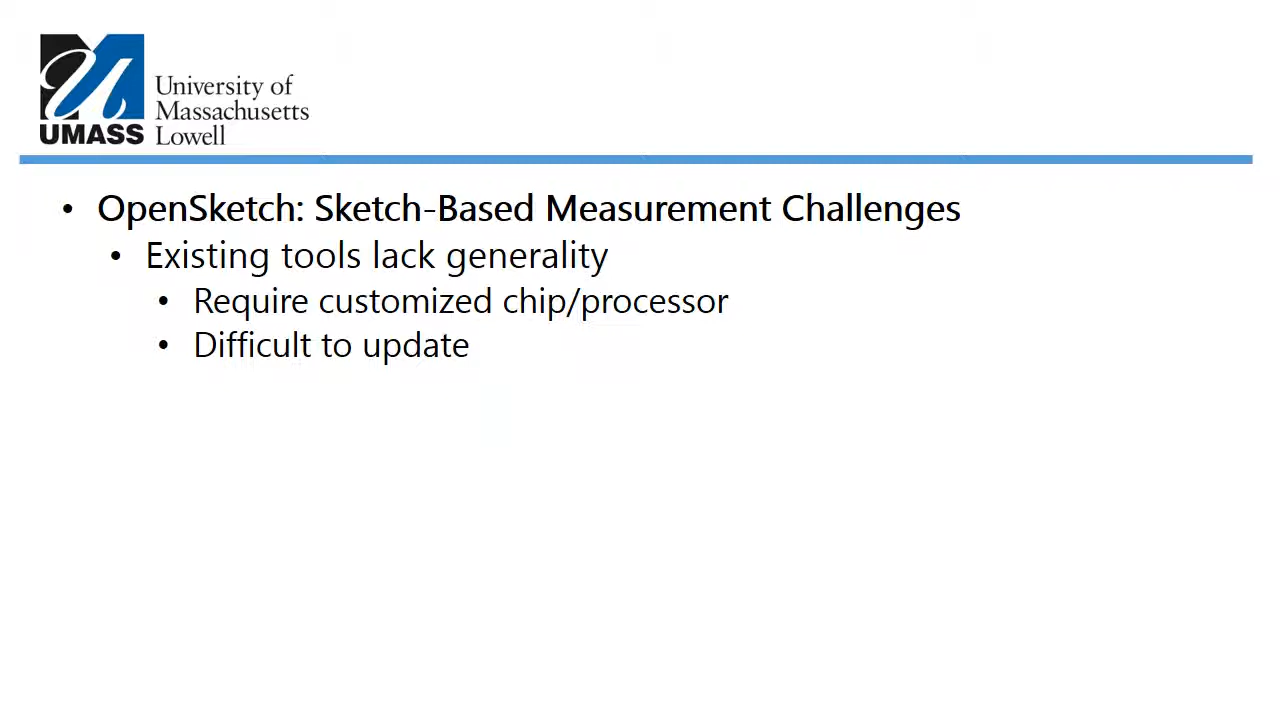 University of
Massachusetts
UMASS Lowell
• OpenSketch: Sketch-Based Measurement Challenges
• Existing tools lack generality
• Require customized chip/processor
• Difficult to update